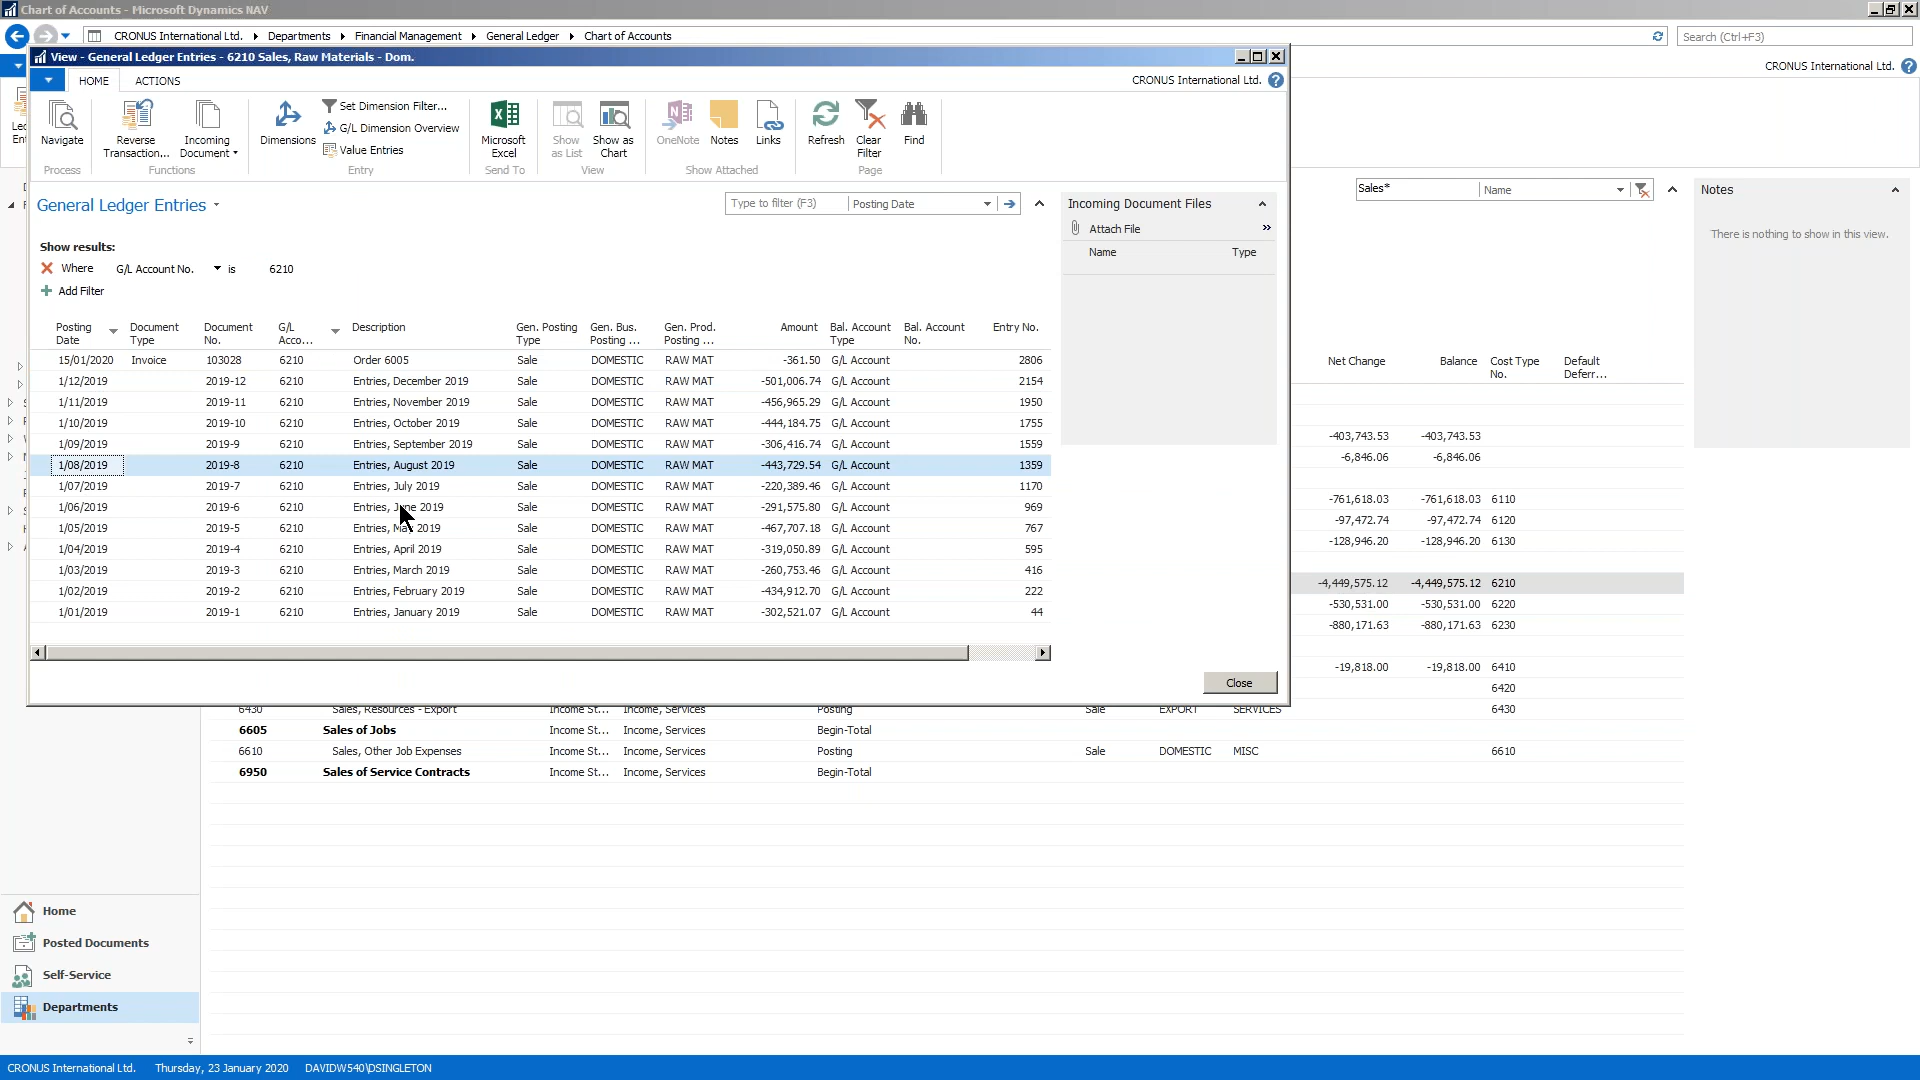 Chart of Accounts - Microsoft Dynamics NAV
CRONUS International Ltd. Departments Financial Management General Ledger Chart of Accounts
Search (Ctrl+F3)
View - General Ledger Entries - 6210 Sales, Raw Materials - Dom.
CRONUS International Ltd.
HOME ACTIONS CRONUS International Ltd.
Navigate
Process
Reverse
Transaction...
Incoming
Document
Functions
Dimensions
Set Dimension Filter...
G/L Dimension Overview
Value Entries
Entry
Microsoft
Excel
Send To
Show
as List
Show as
Chart
View
OneNote
Notes
Links
Show Attached
Refresh
Clear
Filter
Find
Page
General Ledger Entries
Type to filter (F3) Posting Date
Show results:
Where G/L Account No. is 6210
Add Filter
Posting Date Document Type Document No. G/L Acco... Description Gen. Posting Type Gen. Bus. Posting ... Gen. Prod. Posting ... Amount Bal. Account Type Bal. Account No. Entry No.
15/01/2020 Invoice 103028 6210 Order 6005 Sale DOMESTIC RAW MAT -361.50 G/L Account 2806
1/12/2019 2019-12 6210 Entries, December 2019 Sale DOMESTIC RAW MAT -501,006.74 G/L Account 2154
1/11/2019 2019-11 6210 Entries, November 2019 Sale DOMESTIC RAW MAT -456,965.29 G/L Account 1950
1/10/2019 2019-10 6210 Entries, October 2019 Sale DOMESTIC RAW MAT -444,184.75 G/L Account 1755
1/09/2019 2019-9 6210 Entries, September 2019 Sale DOMESTIC RAW MAT -306,416.74 G/L Account 1559
1/08/2019 2019-8 6210 Entries, August 2019 Sale DOMESTIC RAW MAT -443,729.54 G/L Account 1359
1/07/2019 2019-7 6210 Entries, July 2019 Sale DOMESTIC RAW MAT -220,389.46 G/L Account 1170
1/06/2019 2019-6 6210 Entries, June 2019 Sale DOMESTIC RAW MAT -291,575.80 G/L Account 969
1/05/2019 2019-5 6210 Entries, May 2019 Sale DOMESTIC RAW MAT -467,707.18 G/L Account 767
1/04/2019 2019-4 6210 Entries, April 2019 Sale DOMESTIC RAW MAT -319,050.89 G/L Account 595
1/03/2019 2019-3 6210 Entries, March 2019 Sale DOMESTIC RAW MAT -260,753.46 G/L Account 416
1/02/2019 2019-2 6210 Entries, February 2019 Sale DOMESTIC RAW MAT -434,912.70 G/L Account 222
1/01/2019 2019-1 6210 Entries, January 2019 Sale DOMESTIC RAW MAT -302,521.07 G/L Account 44
Incoming Document Files
Attach File
Name Type
Close
Sales* Name
Notes
There is nothing to show in this view.
Net Change Balance Cost Type No. Default Deferr...
-403,743.53 -403,743.53
-6,846.06 -6,846.06
-761,618.03 -761,618.03 6110
-97,472.74 -97,472.74 6120
-128,946.20 -128,946.20 6130
-4,449,575.12 -4,449,575.12 6210
-530,531.00 -530,531.00 6220
-880,171.63 -880,171.63 6230
-19,818.00 -19,818.00 6410
6420
6430 Sales, Resources - Export Income St... Income, Services Posting Sale EXPORT SERVICES 6430
6605 Sales of Jobs Income St... Income, Services Begin-Total
6610 Sales, Other Job Expenses Income St... Income, Services Posting Sale DOMESTIC MISC 6610
6950 Sales of Service Contracts Income St... Income, Services Begin-Total
Home
Posted Documents
Self-Service
Departments
CRONUS International Ltd. Thursday, 23 January 2020 DAVIDW540\DSINGLETON